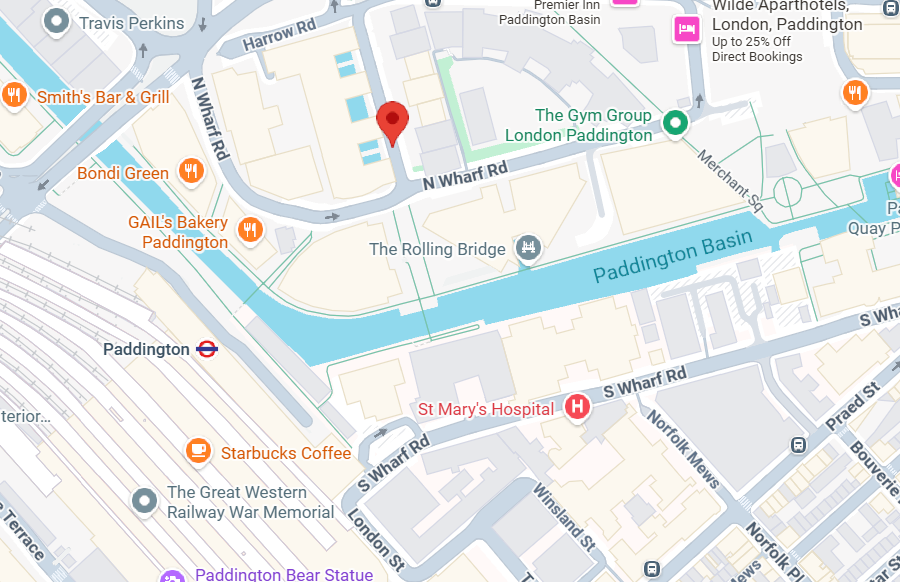 Travis Perkins
Harrow Rd
Premier Inn
Paddington Basin
Wilde Aparthotels,
London, Paddington
Up to 25% Off
Direct Bookings
Smith's Bar & Grill
N Wharf Rd
The Gym Group
London Paddington
Bondi Green
N Wharf Rd
Merchant Sq
GAIL's Bakery
Paddington
The Rolling Bridge
Paddington Basin
Pa
Quay P
Paddington
S Wha
S Wharf Rd
Praed St
St Mary's Hospital
terior...
Starbucks Coffee
S Wharf Rd
Norfolk Mews
Bouverie
The Great Western
Railway War Memorial
Winsland St
London St
Terrace
Norfolk Pl
Mews
Paddington Bear Statue